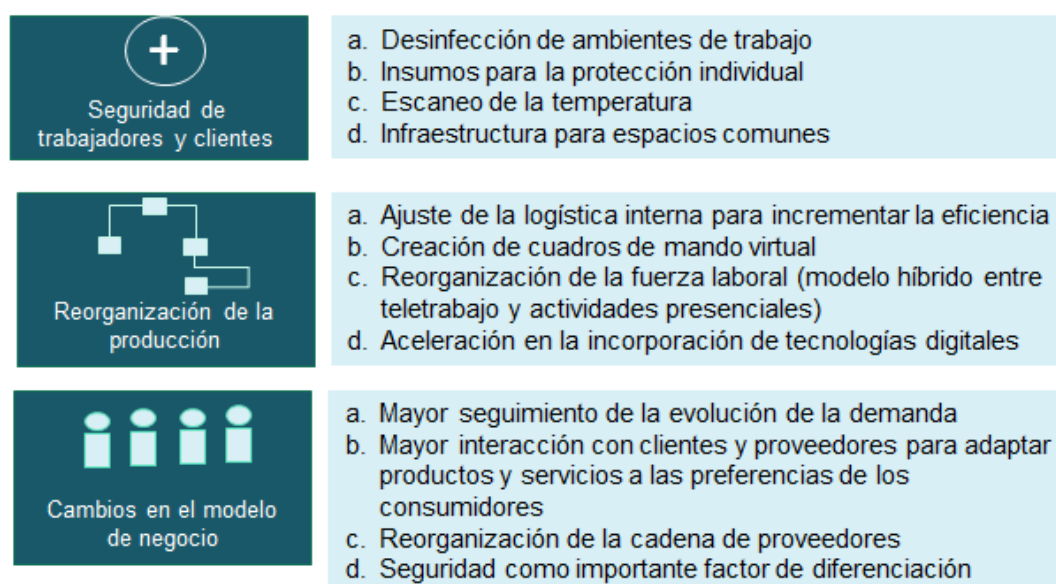 Seguridad de
trabajadores y clientes
a. Desinfección de ambientes de trabajo
b. Insumos para la protección individual
c. Escaneo de la temperatura
d. Infraestructura para espacios comunes
Reorganización de la
producción
a. Ajuste de la logística interna para incrementar la eficiencia
b. Creación de cuadros de mando virtual
c. Reorganización de la fuerza laboral (modelo híbrido entre
teletrabajo y actividades presenciales)
d. Aceleración en la incorporación de tecnologías digitales
Cambios en el modelo
de negocio
a. Mayor seguimiento de la evolución de la demanda
b. Mayor interacción con clientes y proveedores para adaptar
productos y servicios a las preferencias de los
consumidores
c. Reorganización de la cadena de proveedores
d. Seguridad como importante factor de diferenciación